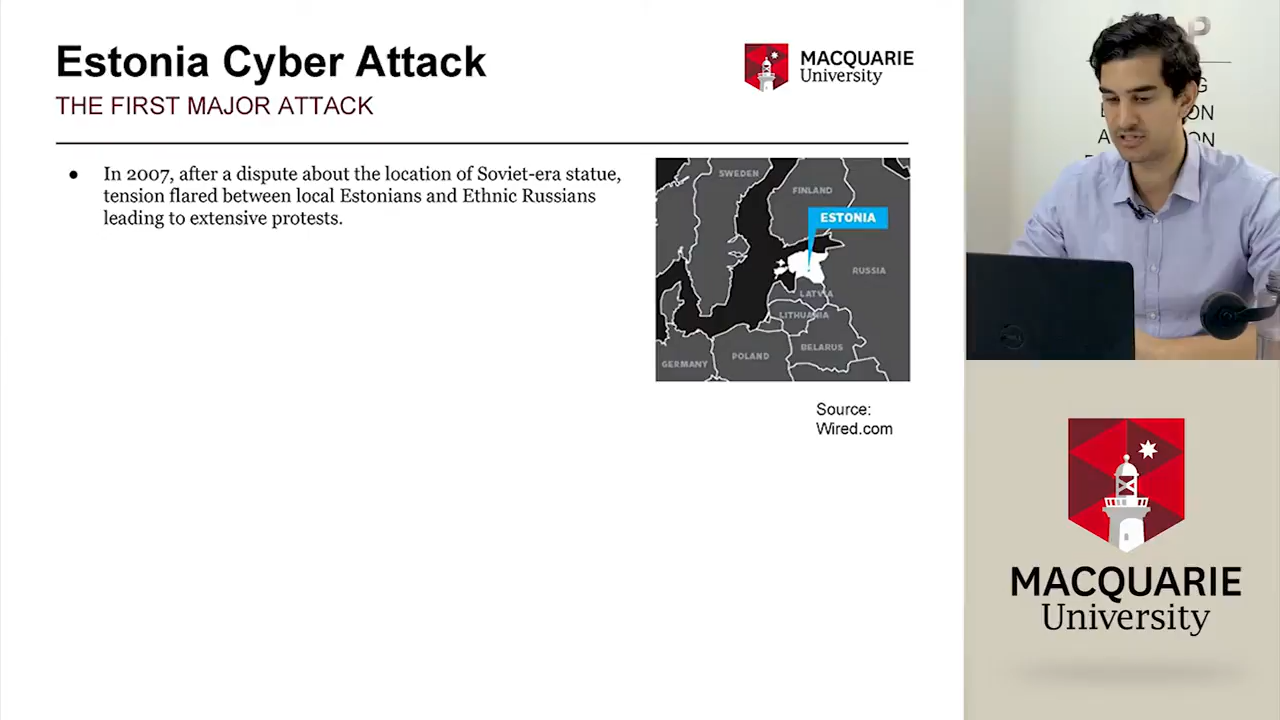 Estonia Cyber Attack
THE FIRST MAJOR ATTACK
MACQUARIE
University
● In 2007, after a dispute about the location of Soviet-era statue,
tension flared between local Estonians and Ethnic Russians
leading to extensive protests.
SWEDEN
FINLAND
ESTONIA
RUSSIA
LATVIA
LITHUANIA
BELARUS
POLAND
GERMANY
Source:
Wired.com
P
G
ON
ON
MACQUARIE
University